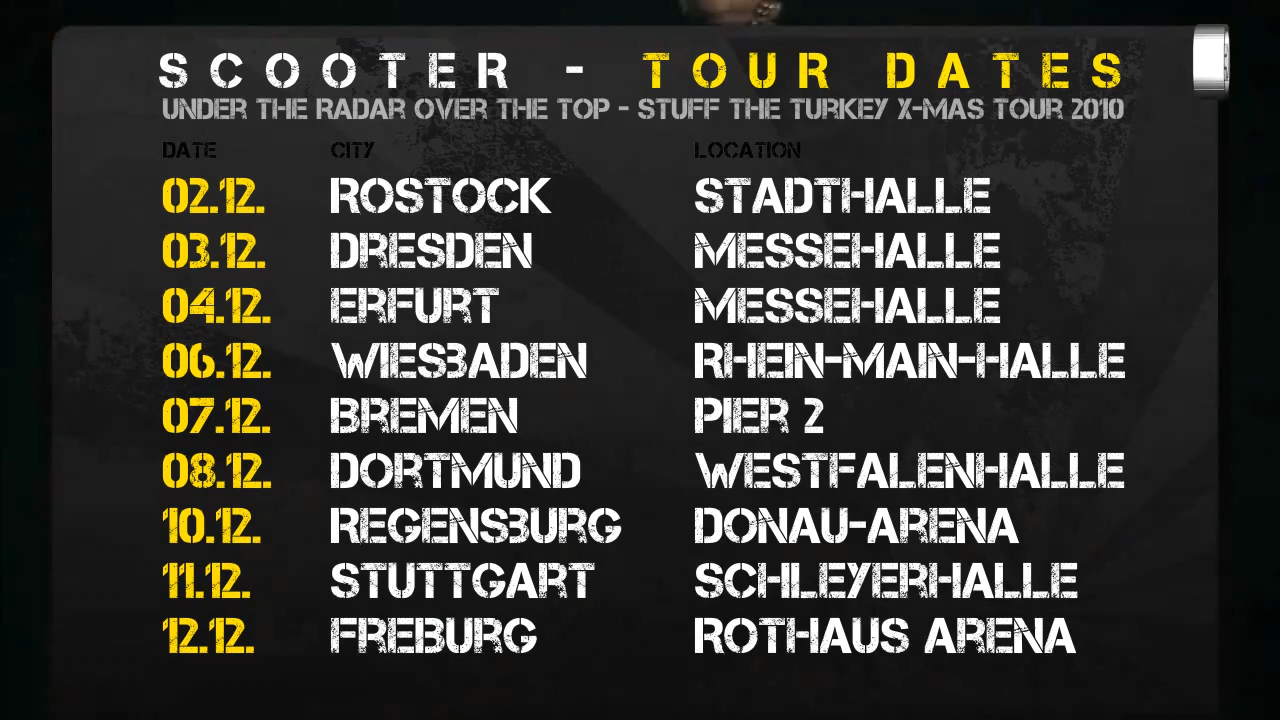 SCOOTER - TOUR DATES
UNDER THE RADAR OVER THE TOP - STUFF THE TURKEY X-MAS TOUR 2010
DATE CITY LOCATION
02.12. ROSTOCK STADTHALLE
03.12. DRESDEN MESSEHALLE
04.12. ERFURT MESSEHALLE
06.12. WIESBADEN RHEIN-MAIN-HALLE
07.12. BREMEN PIER 2
08.12. DORTMUND WESTFALENHALLE
10.12. REGENSBURG DONAU-ARENA
11.12. STUTTGART SCHLEYERHALLE
12.12. FREBURG ROTHAUS ARENA